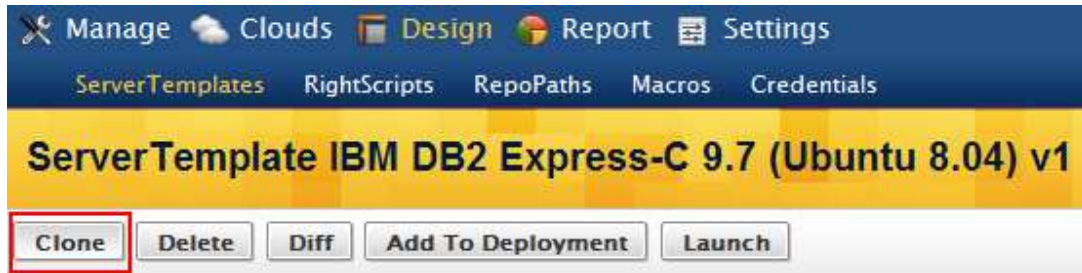 Manage Clouds Design Report Settings
ServerTemplates RightScripts RepoPaths Macros Credentials
ServerTemplate IBM DB2 Express-C 9.7 (Ubuntu 8.04) v1
Clone Delete Diff Add To Deployment Launch